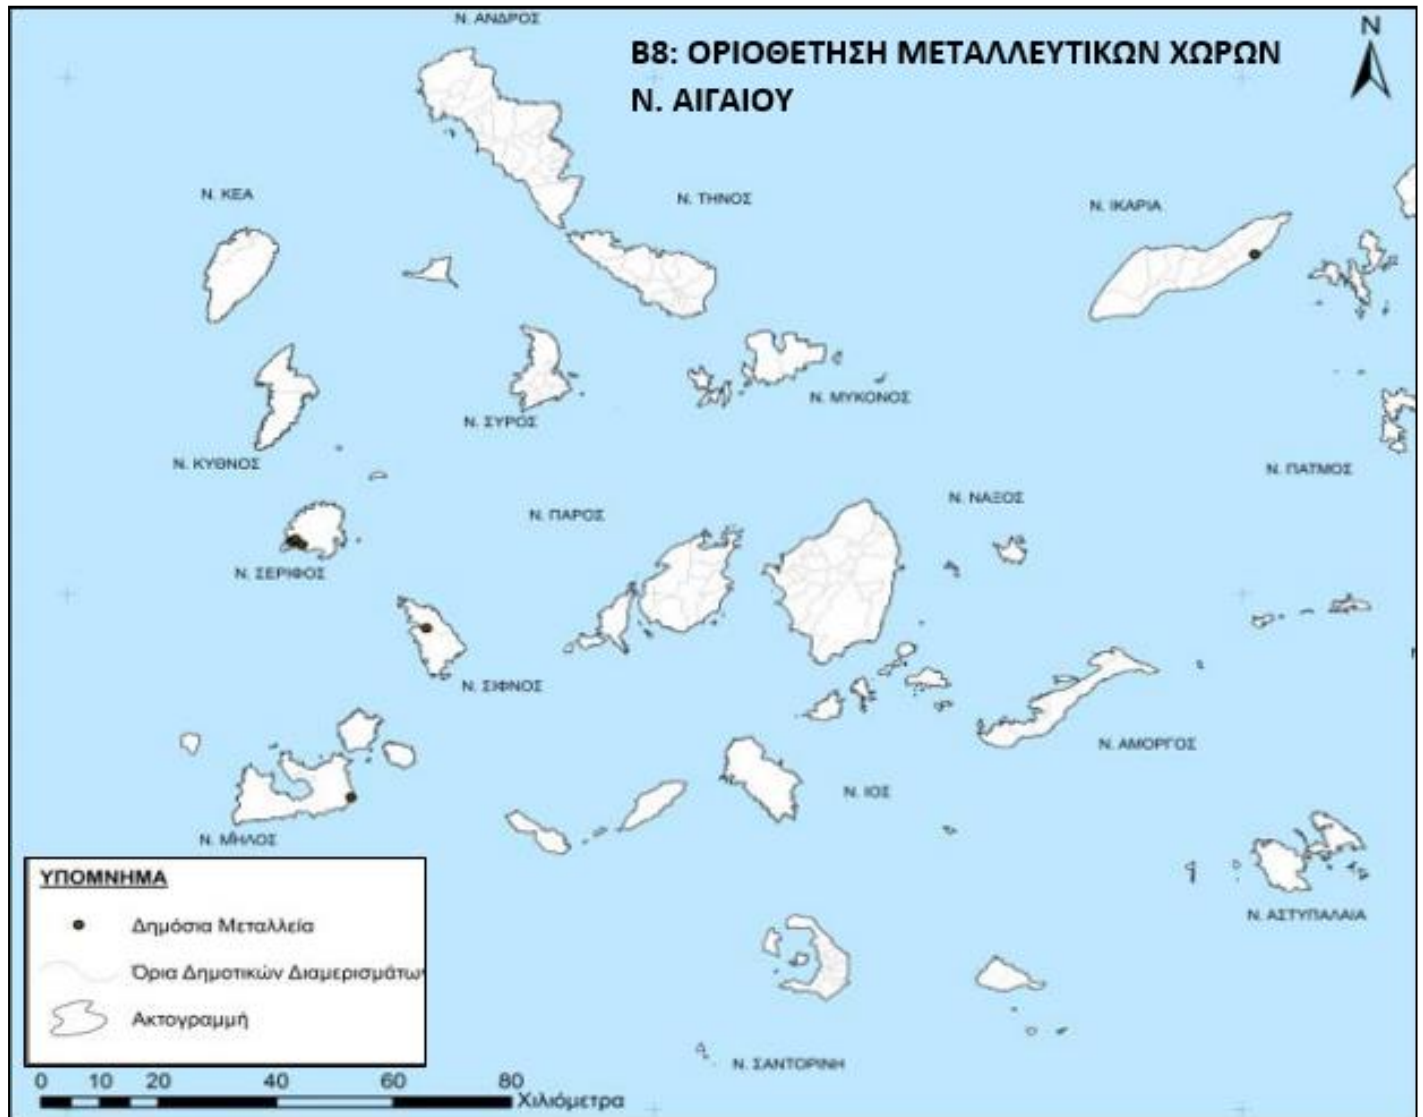 Ν. ΑΝΔΡΟΣ
Β8: ΟΡΙΟΘΕΤΗΣΗ ΜΕΤΑΛΛΕΥΤΙΚΩΝ ΧΩΡΩΝ
Ν. ΑΙΓΑΙΟΥ
N
Ν. ΚΕΑ
Ν. ΤΗΝΟΣ
Ν. ΙΚΑΡΙΑ
Ν. ΜΥΚΟΝΟΣ
Ν. ΣΥΡΟΣ
Ν. ΚΥΘΝΟΣ
Ν. ΠΑΤΜΟΣ
Ν. ΝΑΞΟΣ
Ν. ΠΑΡΟΣ
Ν. ΣΕΡΙΦΟΣ
Ν. ΣΙΦΝΟΣ
Ν. ΑΜΟΡΓΟΣ
Ν. ΙΟΣ
Ν. ΜΗΛΟΣ
Ν. ΑΣΤΥΠΑΛΑΙΑ
Ν. ΣΑΝΤΟΡΙΝΗ
ΥΠΟΜΝΗΜΑ
Δημόσια Μεταλλεία
Όρια Δημοτικών Διαμερισμάτων
Ακτογραμμή
0 10 20 40 60 80
Χιλιόμετρα